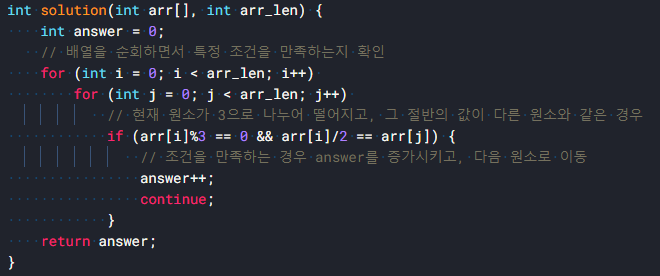 int solution(int arr[], int arr_len) {
    int answer = 0;
    // 배열을 순회하면서 특정 조건을 만족하는지 확인
    for (int i = 0; i < arr_len; i++)
        for (int j = 0; j < arr_len; j++)
            // 현재 원소가 3으로 나누어 떨어지고, 그 절반의 값이 다른 원소와 같은 경우
            if (arr[i]%3 == 0 && arr[i]/2 == arr[j]) {
                // 조건을 만족하는 경우 answer를 증가시키고, 다음 원소로 이동
                answer++;
                continue;
            }
    return answer;
}